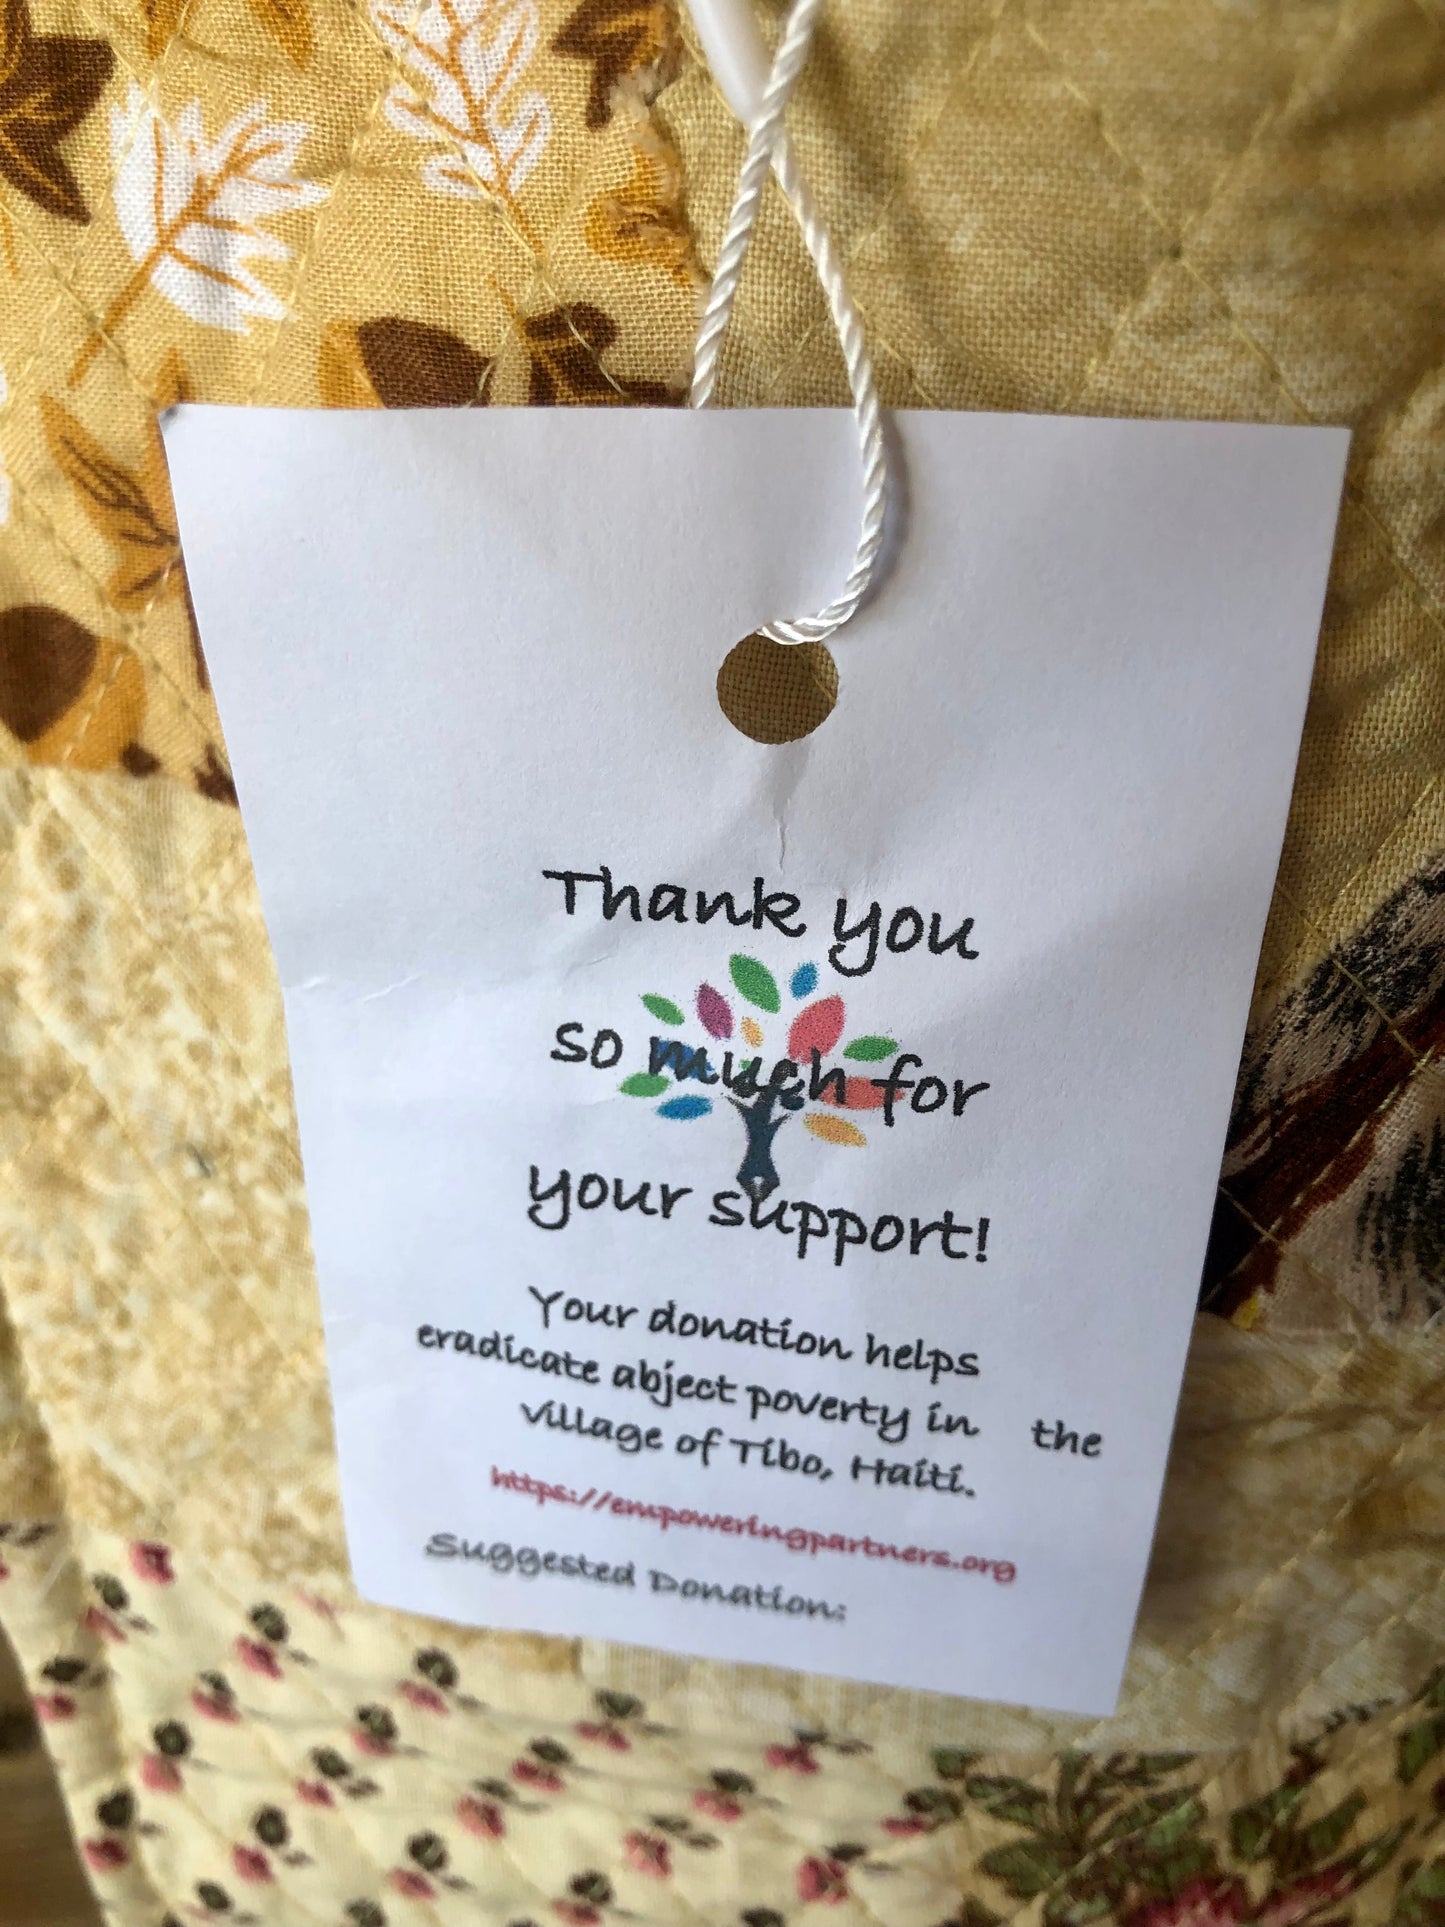 Thank you
so much for
your support!
Your donation helps
eradicate abject poverty in the
village of Tibo, Haiti.
https://empoweringpartners.org
Suggested Donation: